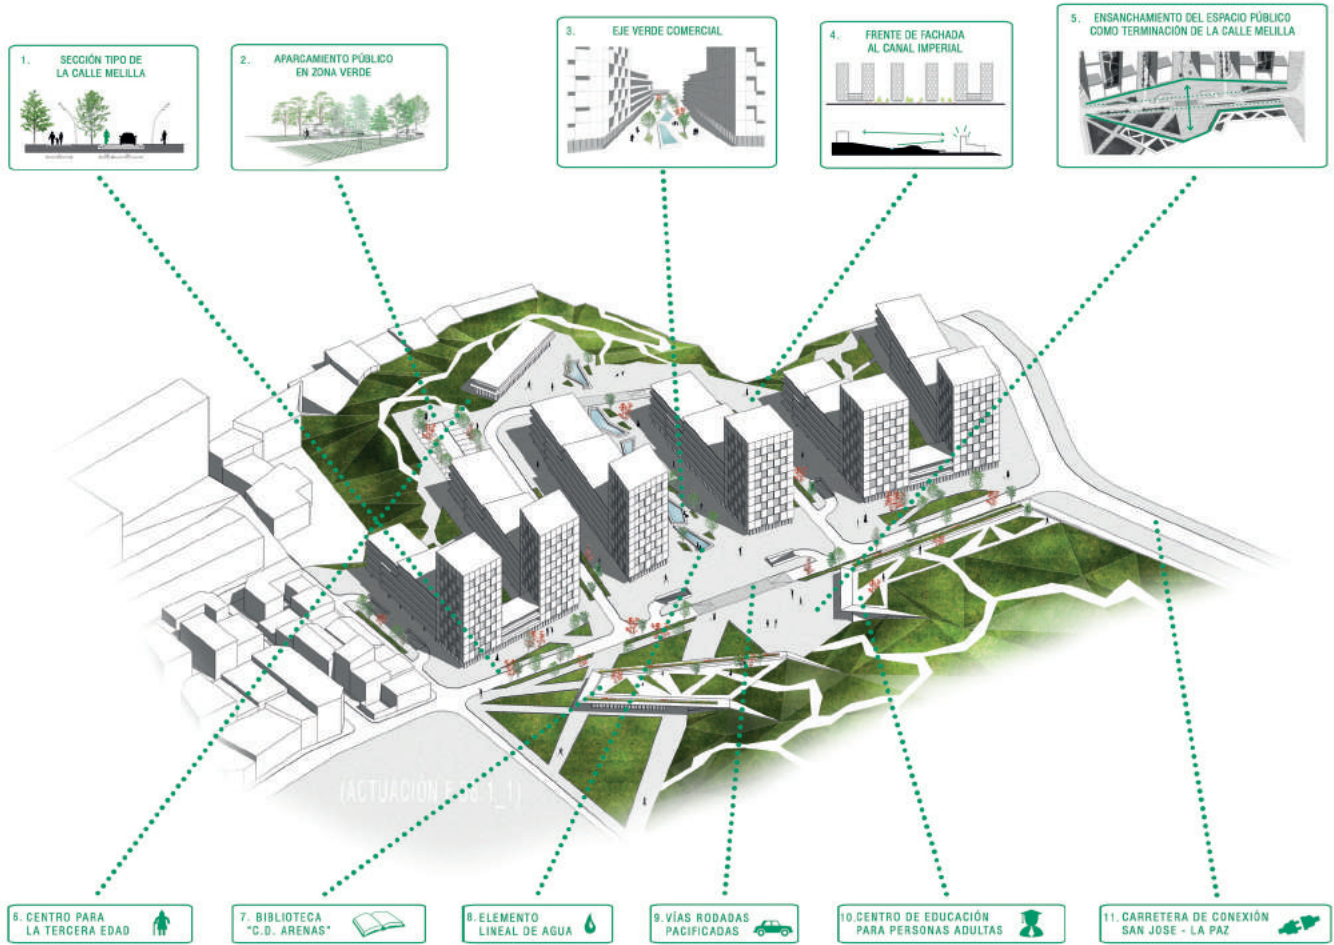 1. SECCIÓN TIPO DE
LA CALLE MELILLA
2. APARCAMIENTO PÚBLICO
EN ZONA VERDE
3. EJE VERDE COMERCIAL
4. FRENTE DE FACHADA
AL CANAL IMPERIAL
5. ENSANCHAMIENTO DEL ESPACIO PÚBLICO
COMO TERMINACIÓN DE LA CALLE MELILLA
(ACTUACIÓN
6. CENTRO PARA
LA TERCERA EDAD
7. BIBLIOTECA
"C.D. ARENAS"
8. ELEMENTO
LINEAL DE AGUA
9. VÍAS RODADAS
PACIFICADAS
10. CENTRO DE EDUCACIÓN
PARA PERSONAS ADULTAS
11. CARRETERA DE CONEXIÓN
SAN JOSE - LA PAZ